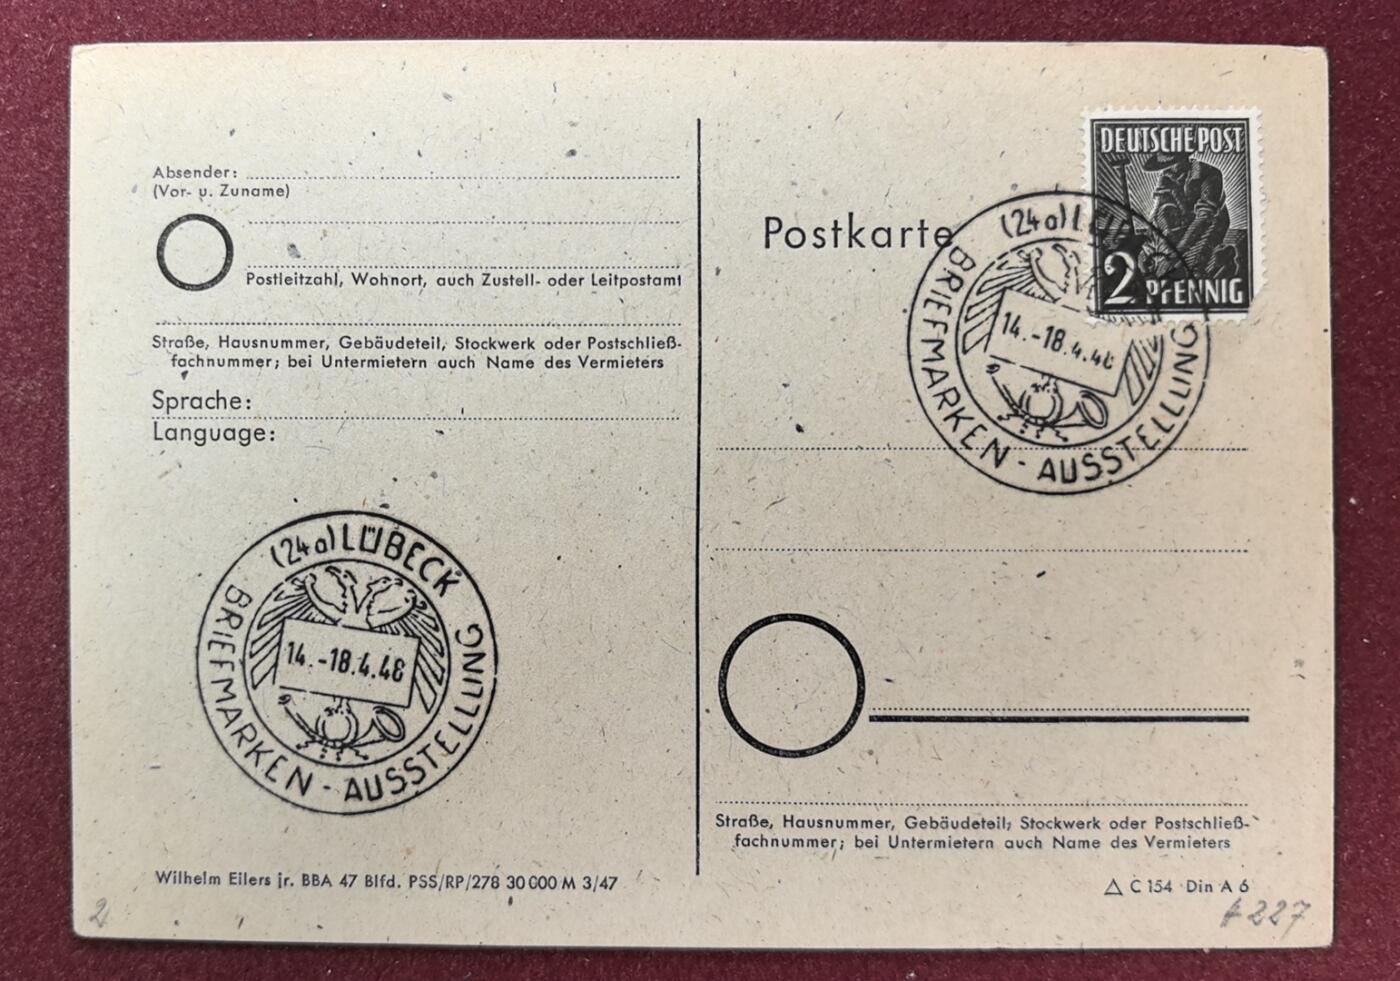 Absender:
(Vor- u. Zuname)
Postleitzahl, Wohnort, auch Zustell- oder Leitpostamt
Straße, Hausnummer, Gebäudeteil, Stockwerk oder Postschließ-
fachnummer; bei Untermietern auch Name des Vermieters
Sprache:
Language:
(24a) LÜBECK
14.-18.4.48
BRIEFMARKEN - AUSSTELLUNG
Wilhelm Eilers jr. BBA 47 Blfd. PSS/RP/278 30 000 M 3/47
2
DEUTSCHE POST
2 PFENNIG
Postkarte
(24a) LÜB
14.-18.4.48
BRIEFMARKEN - AUSSTELLUNG
Straße, Hausnummer, Gebäudeteil; Stockwerk oder Postschließ-
fachnummer; bei Untermietern auch Name des Vermieters
△ C 154 Din A 6
227